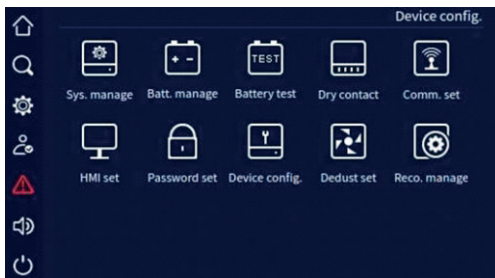 Device config.
+ -
TEST
Sys. manage Batt. manage Battery test Dry contact Comm. set
HMI set Password set Device config. Dedust set Reco. manage